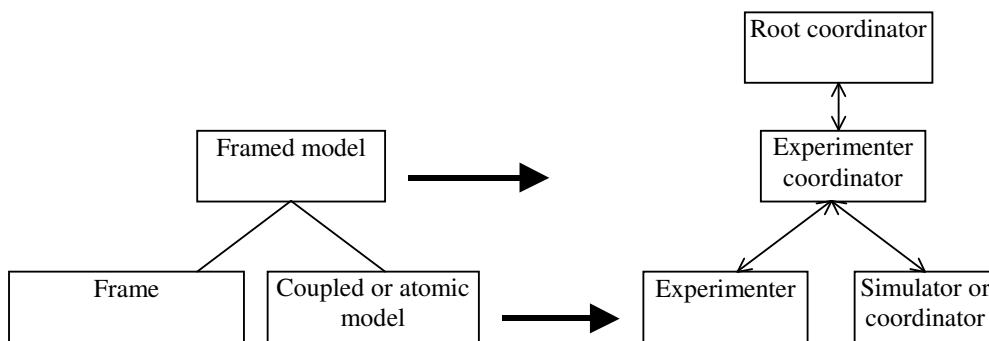 Root coordinator
Framed model
Experimenter
coordinator
Frame
Coupled or atomic
model
Experimenter
Simulator or
coordinator